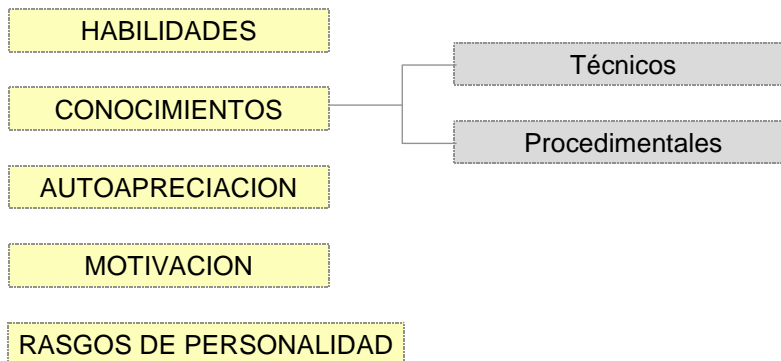 HABILIDADES
CONOCIMIENTOS
Técnicos
Procedimentales
AUTOAPRECIACION
MOTIVACION
RASGOS DE PERSONALIDAD